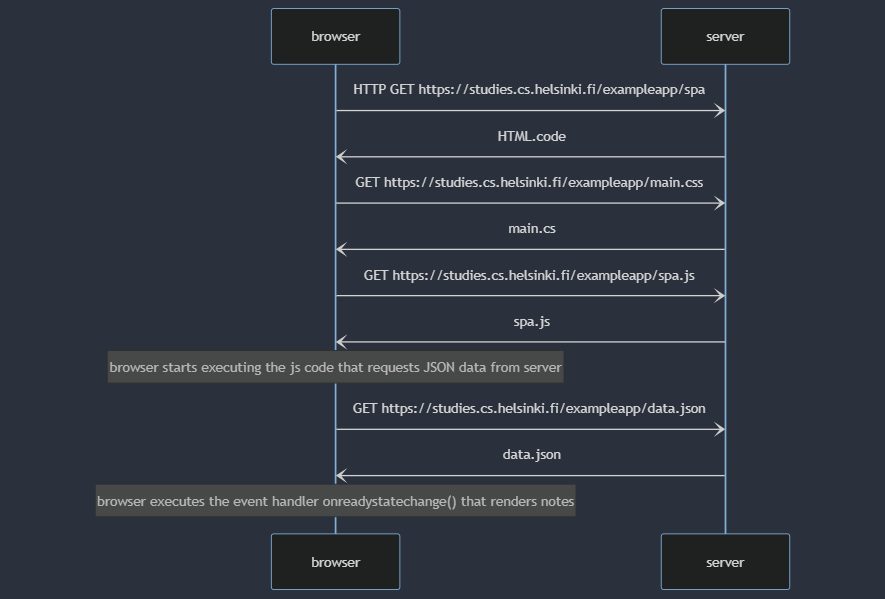 browser
server
HTTP GET https://studies.cs.helsinki.fi/exampleapp/spa
HTML.code
GET https://studies.cs.helsinki.fi/exampleapp/main.css
main.cs
GET https://studies.cs.helsinki.fi/exampleapp/spa.js
spa.js
browser starts executing the js code that requests JSON data from server
GET https://studies.cs.helsinki.fi/exampleapp/data.json
data.json
browser executes the event handler onreadystatechange() that renders notes
browser
server